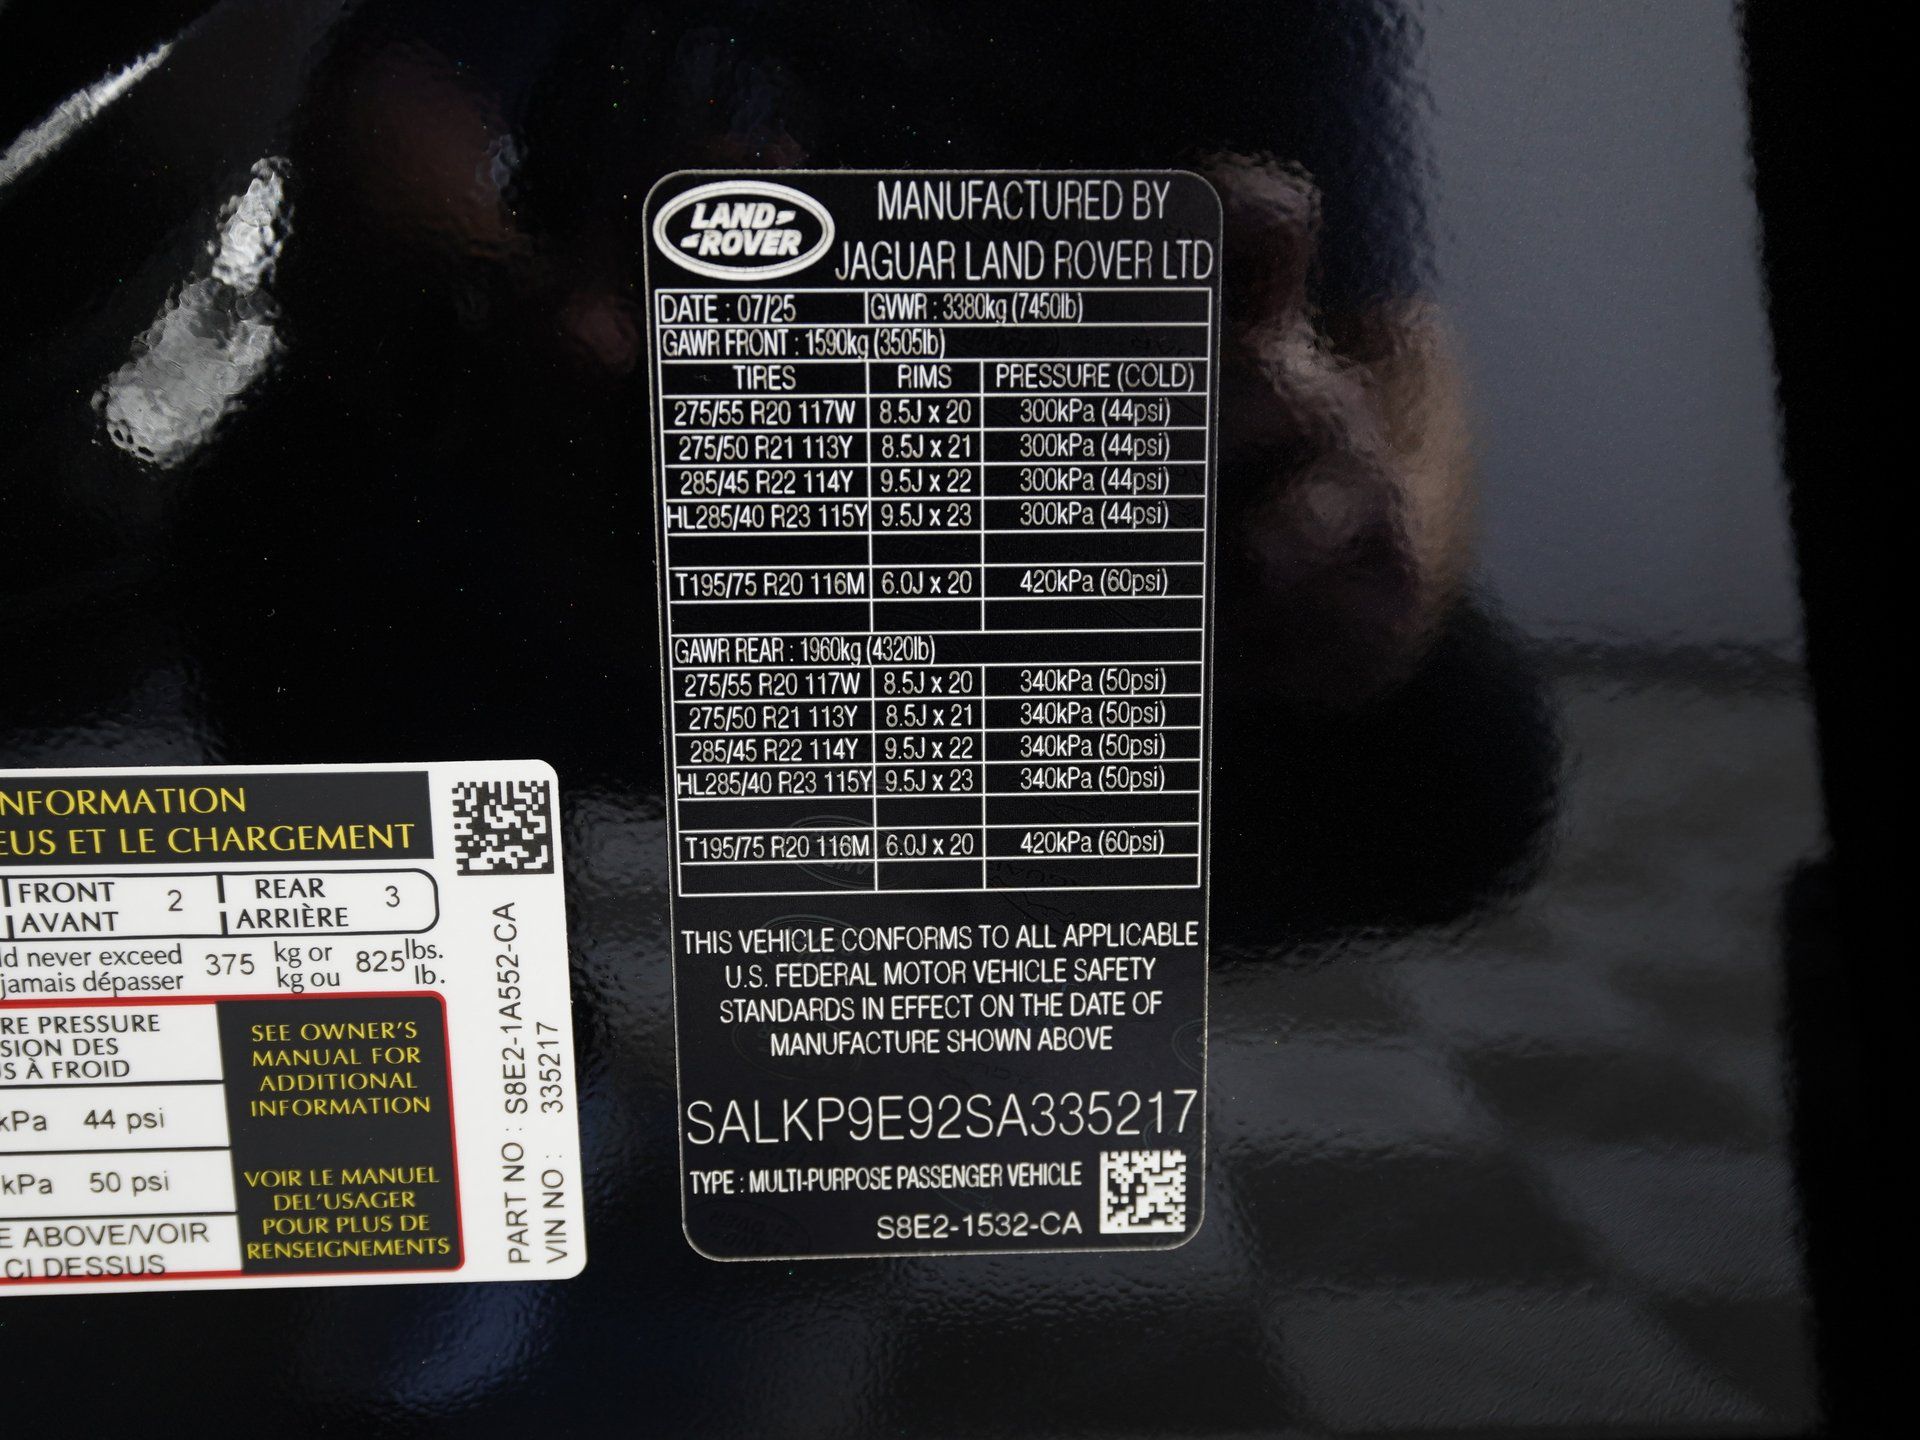 LAND ROVER
MANUFACTURED BY
JAGUAR LAND ROVER LTD
DATE : 07/25 GVWR : 3380kg (7450lb)
GAWR FRONT : 1590kg (3505lb)
TIRES RIMS PRESSURE (COLD)
275/55 R20 117W 8.5J x 20 300kPa (44psi)
275/50 R21 113Y 8.5J x 21 300kPa (44psi)
285/45 R22 114Y 9.5J x 22 300kPa (44psi)
HL285/40 R23 115Y 9.5J x 23 300kPa (44psi)
T195/75 R20 116M 6.0J x 20 420kPa (60psi)
GAWR REAR : 1960kg (4320lb)
275/55 R20 117W 8.5J x 20 340kPa (50psi)
275/50 R21 113Y 8.5J x 21 340kPa (50psi)
285/45 R22 114Y 9.5J x 22 340kPa (50psi)
HL285/40 R23 115Y 9.5J x 23 340kPa (50psi)
T195/75 R20 116M 6.0J x 20 420kPa (60psi)
THIS VEHICLE CONFORMS TO ALL APPLICABLE
U.S. FEDERAL MOTOR VEHICLE SAFETY
STANDARDS IN EFFECT ON THE DATE OF
MANUFACTURE SHOWN ABOVE
SALKP9E92SA335217
TYPE : MULTI-PURPOSE PASSENGER VEHICLE
S8E2-1532-CA
NFORMATION
EUS ET LE CHARGEMENT
FRONT 2 REAR 3
AVANT ARRIÈRE
ld never exceed 375 kg or 825 lbs.
jamais dépasser kg ou lb.
RE PRESSURE
SION DES
S À FROID
kPa 44 psi
kPa 50 psi
E ABOVE/VOIR
CI DESSUS
SEE OWNER'S
MANUAL FOR
ADDITIONAL
INFORMATION
VOIR LE MANUEL
DEL'USAGER
POUR PLUS DE
RENSEIGNEMENTS
PART NO : S8E2-1A552-CA
VIN NO : 335217